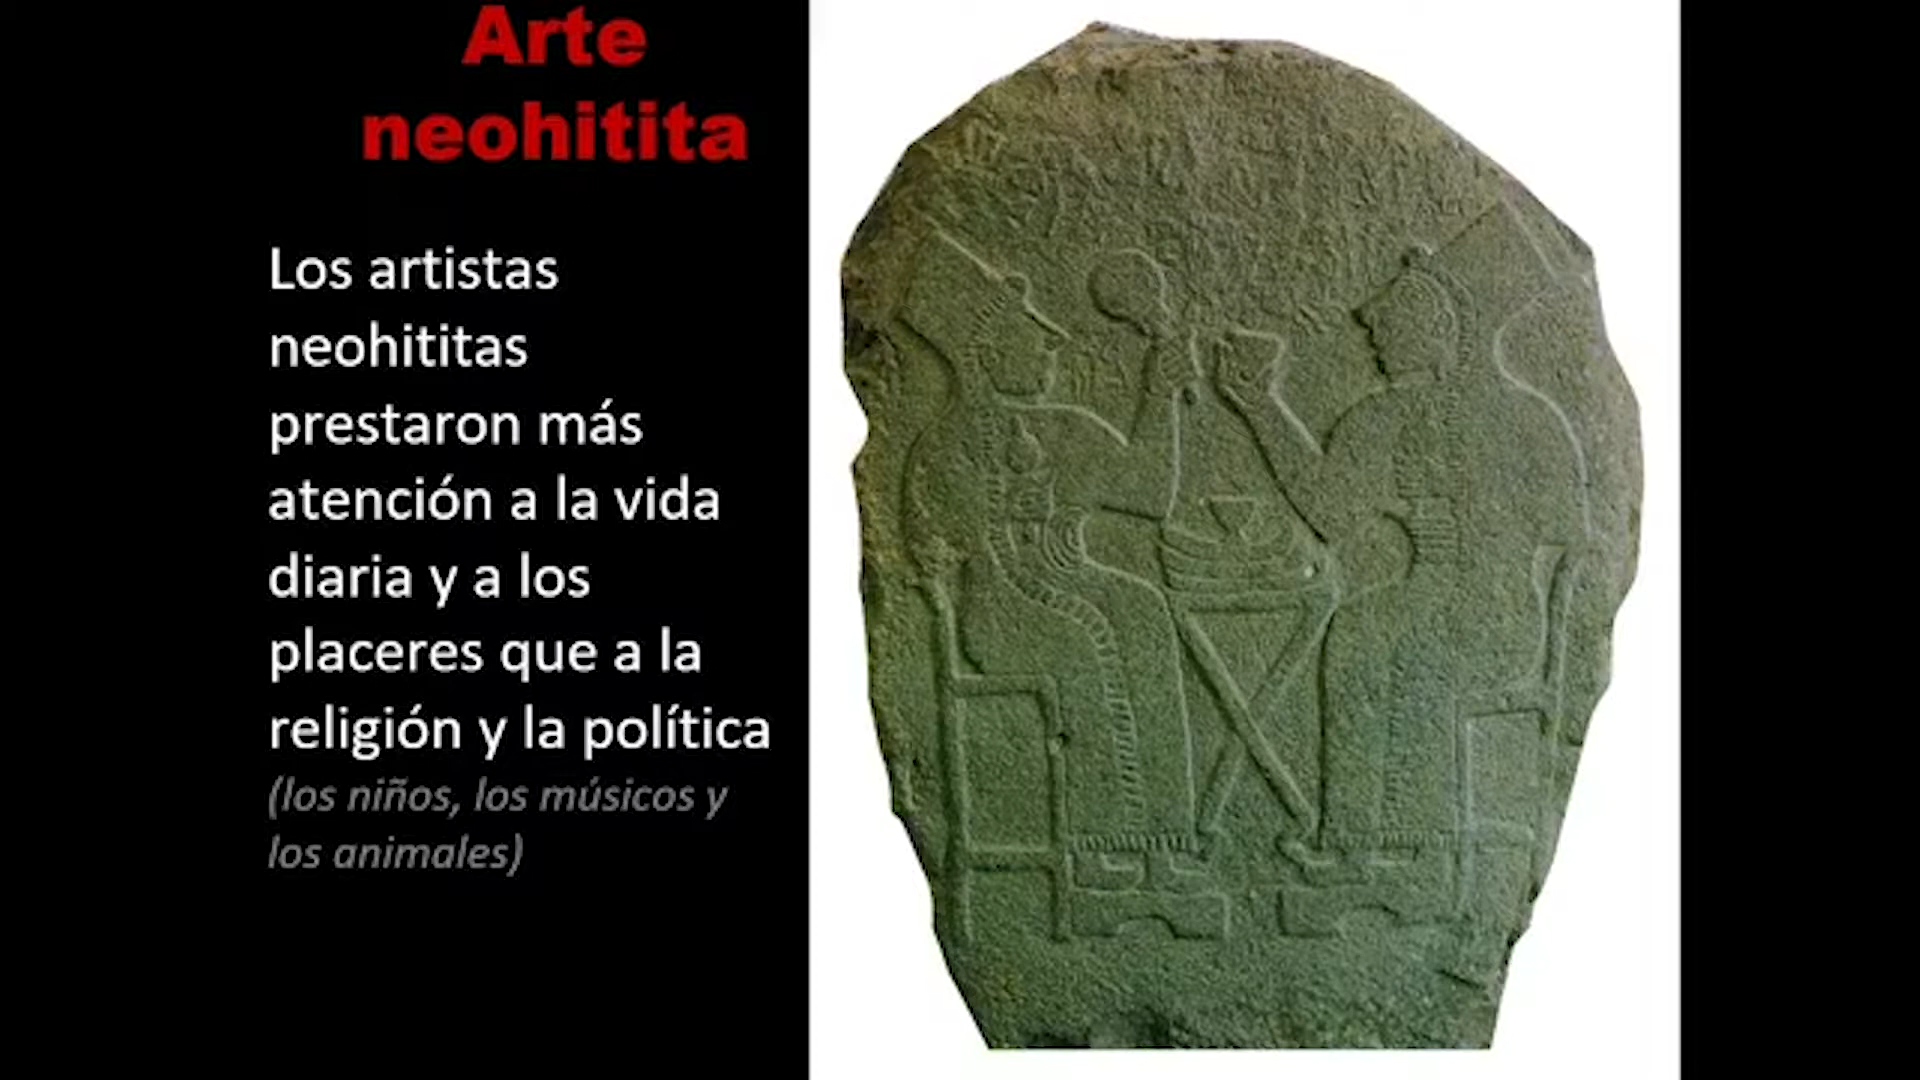 Arte
neohitita
Los artistas
neohititas
prestaron más
atención a la vida
diaria y a los
placeres que a la
religión y la política
(los niños, los músicos y
los animales)